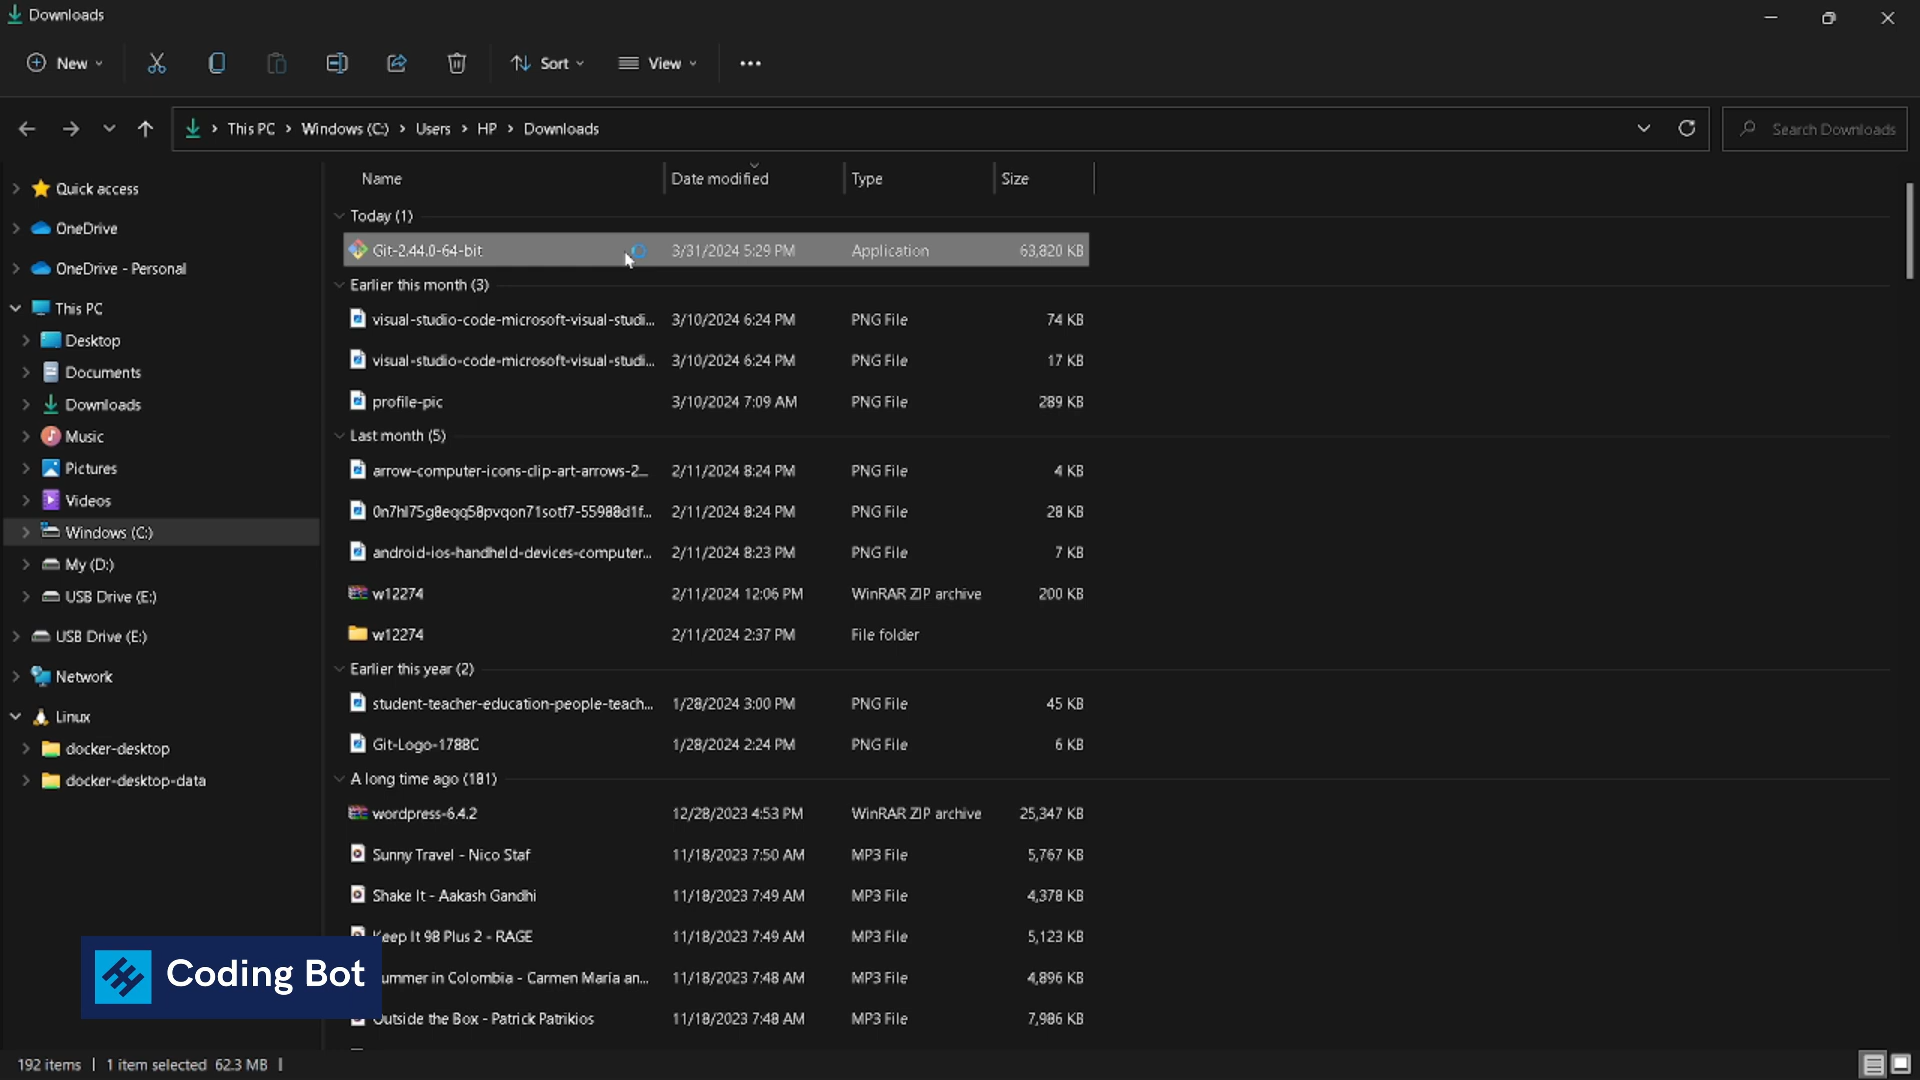 Downloads
New
Sort
View
This PC > Windows (C:) > Users > HP > Downloads
Search Downloads
Quick access
OneDrive
OneDrive - Personal
This PC
Desktop
Documents
Downloads
Music
Pictures
Videos
Windows (C:)
My (D:)
USB Drive (E:)
USB Drive (E:)
Network
Linux
docker-desktop
docker-desktop-data
Name Date modified Type Size
Today (1)
Git-2.44.0-64-bit 3/31/2024 5:29 PM Application 63,820 KB
Earlier this month (3)
visual-studio-code-microsoft-visual-studi... 3/10/2024 6:24 PM PNG File 74 KB
visual-studio-code-microsoft-visual-studi... 3/10/2024 6:24 PM PNG File 17 KB
profile-pic 3/10/2024 7:09 AM PNG File 289 KB
Last month (5)
arrow-computer-icons-clip-art-arrows-2... 2/11/2024 8:24 PM PNG File 4 KB
2/11/2024 8:24 PM PNG File 28 KB
android-ios-handheld-devices-computer... 2/11/2024 8:23 PM PNG File 7 KB
w12274 2/11/2024 12:06 PM WinRAR ZIP archive 200 KB
w12274 2/11/2024 2:37 PM File folder
Earlier this year (2)
student-teacher-education-people-teach... 1/28/2024 3:00 PM PNG File 45 KB
Git-Logo-1788C 1/28/2024 2:24 PM PNG File 6 KB
A long time ago (181)
wordpress-6.4.2 12/28/2023 4:53 PM WinRAR ZIP archive 25,347 KB
Sunny Travel - Nico Staf 11/18/2023 7:50 AM MP3 File 5,767 KB
Shake It - Aakash Gandhi 11/18/2023 7:49 AM MP3 File 4,378 KB
Keep It 98 Plus 2 - RAGE 11/18/2023 7:49 AM MP3 File 5,123 KB
ummer in Colombia - Carmen María an... 11/18/2023 7:48 AM MP3 File 4,896 KB
Outside the Box - Patrick Patrikios 11/18/2023 7:48 AM MP3 File 7,986 KB
Coding Bot
192 items 1 item selected 62.3 MB